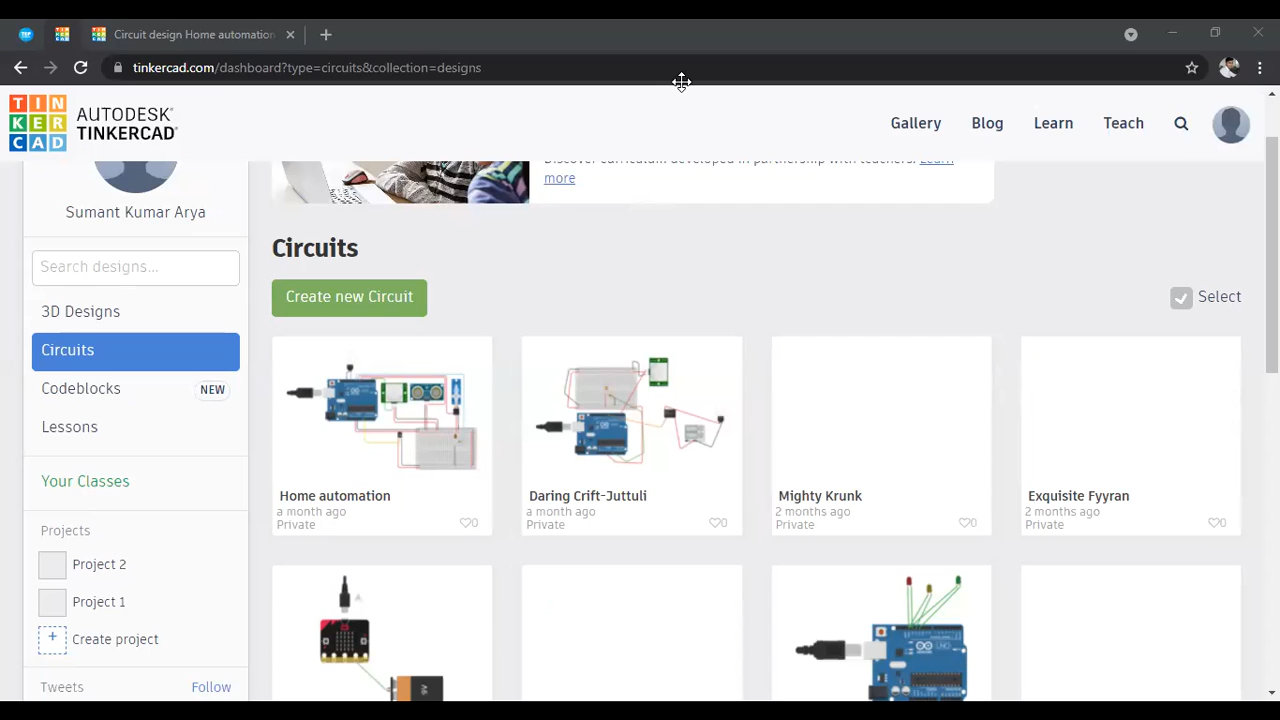 TOP
Circuit design Home automation
tinkercad.com/dashboard?type=circuits&collection=designs
TIN
KER
CAD
AUTODESK®
TINKERCAD®
Gallery
Blog
Learn
Teach
Discover curriculum developed in partnership with teachers. Learn
more
Sumant Kumar Arya
Search designs...
3D Designs
Circuits
Codeblocks
NEW
Lessons
Your Classes
Projects
Project 2
Project 1
Create project
Tweets
Follow
Circuits
Create new Circuit
Select
Home automation
a month ago
Private
0
Daring Crift-Juttuli
a month ago
Private
0
Mighty Krunk
2 months ago
Private
0
Exquisite Fyyran
2 months ago
Private
0